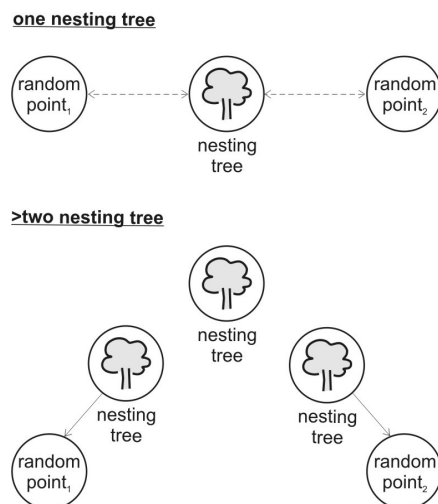 one nesting tree
random
point₁
random
point₂
nesting
tree
>two nesting tree
nesting
tree
nesting
tree
nesting
tree
random
point₁
random
point₂